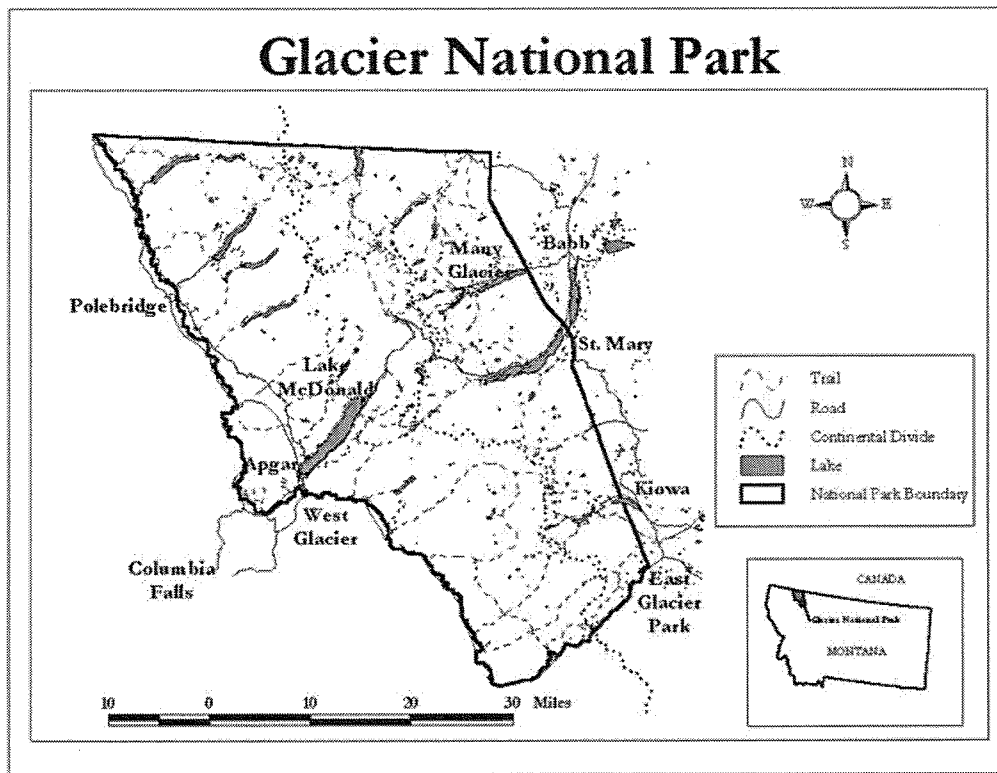 Glacier National Park
N
W E
S
Babb
Many
Glacier
Polebridge
St. Mary
Lake
McDonald
Trail
Road
Continental Divide
Lake
National Park Boundary
Apgar
Kiowa
West
Glacier
Columbia
Falls
East
Glacier
Park
CANADA
Glacier National Park
MONTANA
10 0 10 20 30 Miles